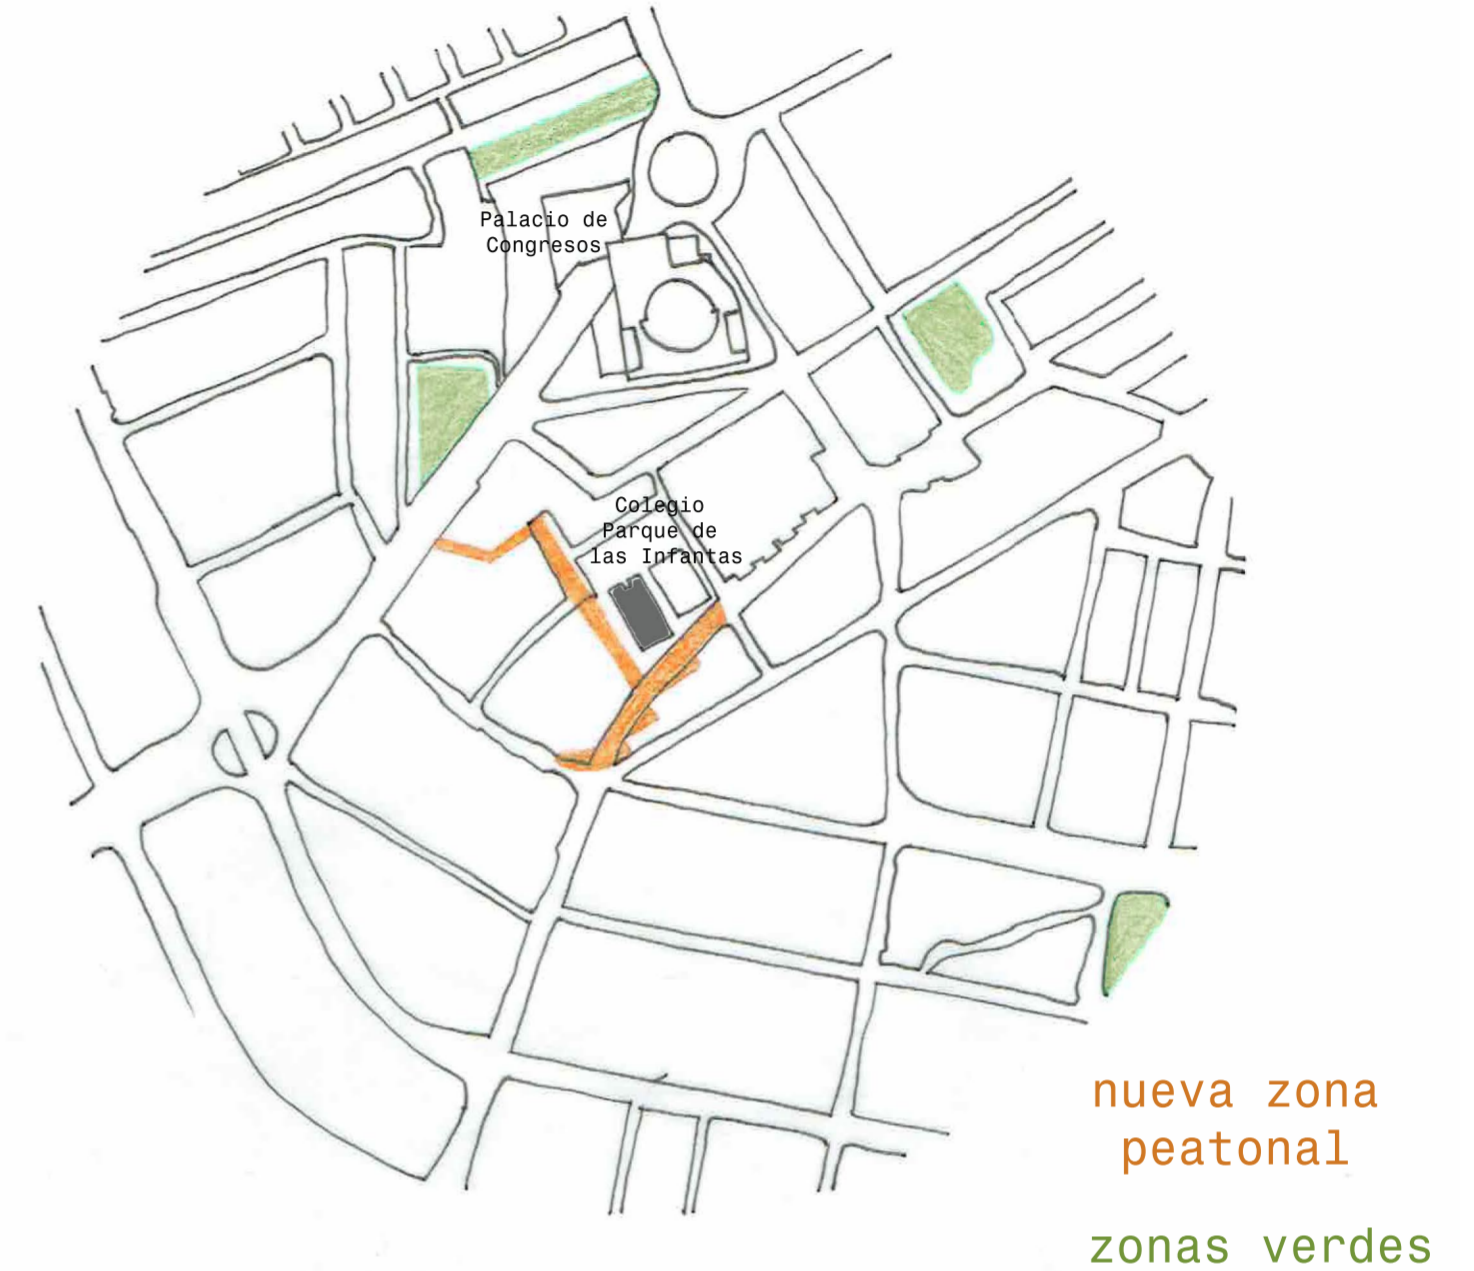 Palacio de
Congresos
Colegio
Parque de
las Infantas
nueva zona
peatonal
zonas verdes